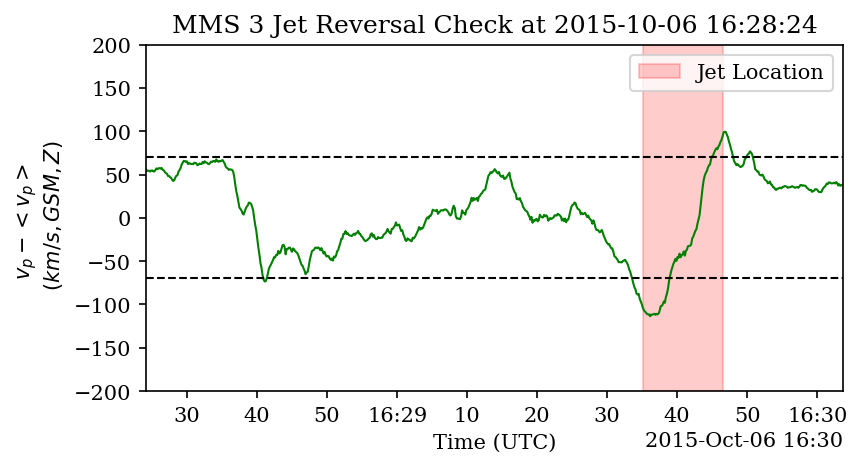 MMS 3 Jet Reversal Check at 2015-10-06 16:28:24
200
150
100
50
0
−50
−100
−150
−200
v_p − < v_p >
(km/s, GSM, Z)
Jet Location
30 40 50 16:29 10 20 30 40 50 16:30
Time (UTC)
2015-Oct-06 16:30